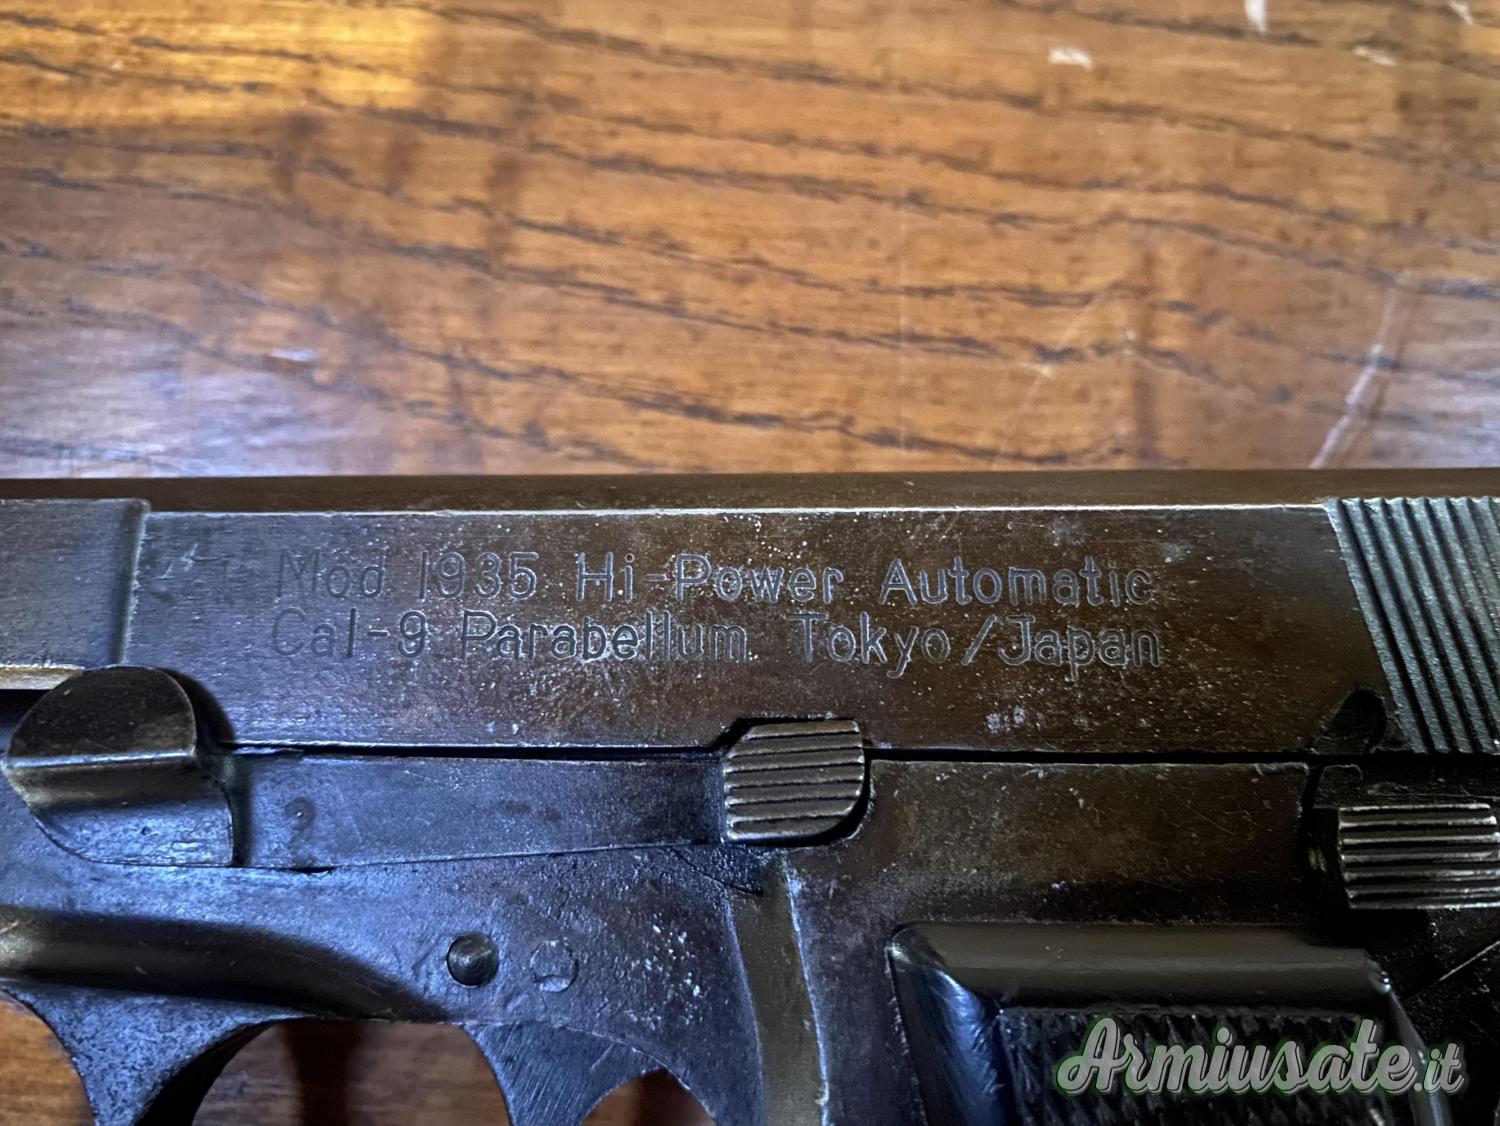 Mod 1935 Hi-Power Automatic
Cal-9 Parabellum Tokyo/Japan
Armiusate.it